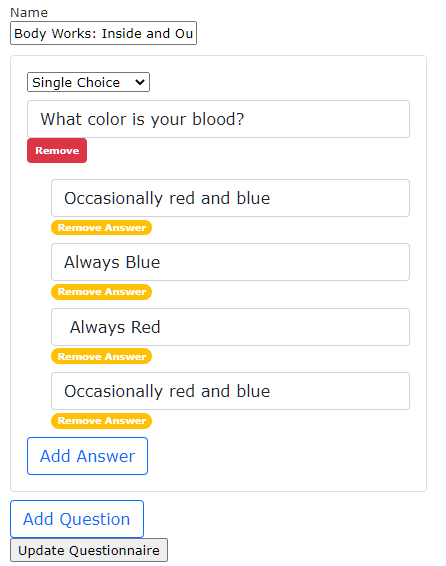 Name
Body Works: Inside and Ou
Single Choice
What color is your blood?
Remove
Occasionally red and blue
Remove Answer
Always Blue
Remove Answer
Always Red
Remove Answer
Occasionally red and blue
Remove Answer
Add Answer
Add Question
Update Questionnaire